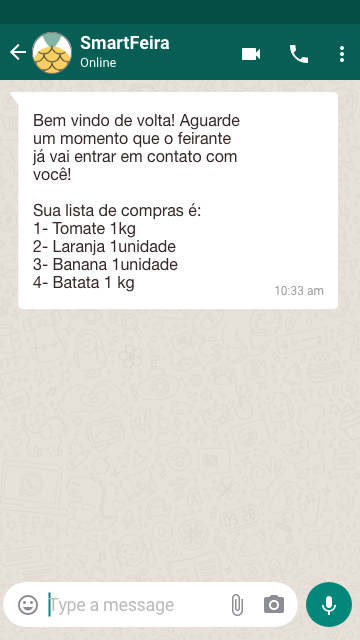 SmartFeira
Online
Bem vindo de volta! Aguarde
um momento que o feirante
já vai entrar em contato com
você!
Sua lista de compras é:
1- Tomate 1kg
2- Laranja 1unidade
3- Banana 1unidade
4- Batata 1 kg
10:33 am
Type a message